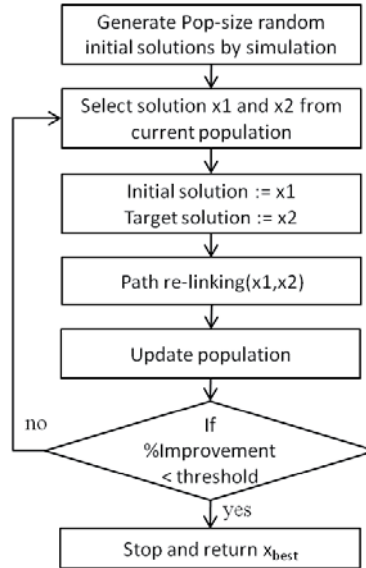 Generate Pop-size random
initial solutions by simulation
Select solution x1 and x2 from
current population
Initial solution := x1
Target solution := x2
Path re-linking(x1,x2)
Update population
If
%Improvement
< threshold
no
yes
Stop and return x_best